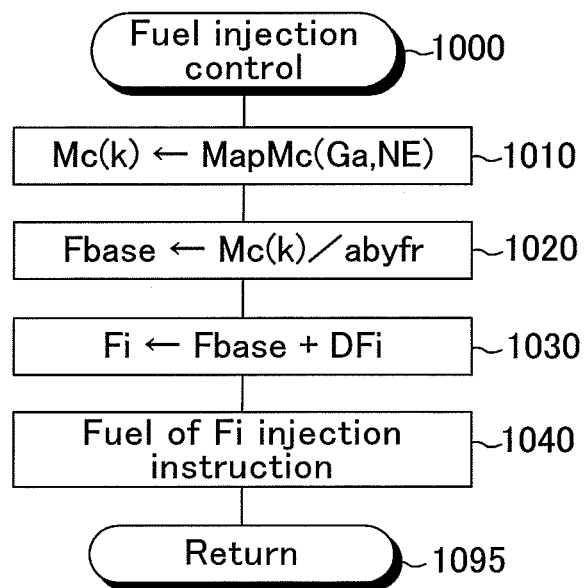 Fuel injection
control
1000
Mc(k) ← MapMc(Ga,NE)
1010
Fbase ← Mc(k)/abyfr
1020
Fi ← Fbase + DFi
1030
Fuel of Fi injection
instruction
1040
Return
1095